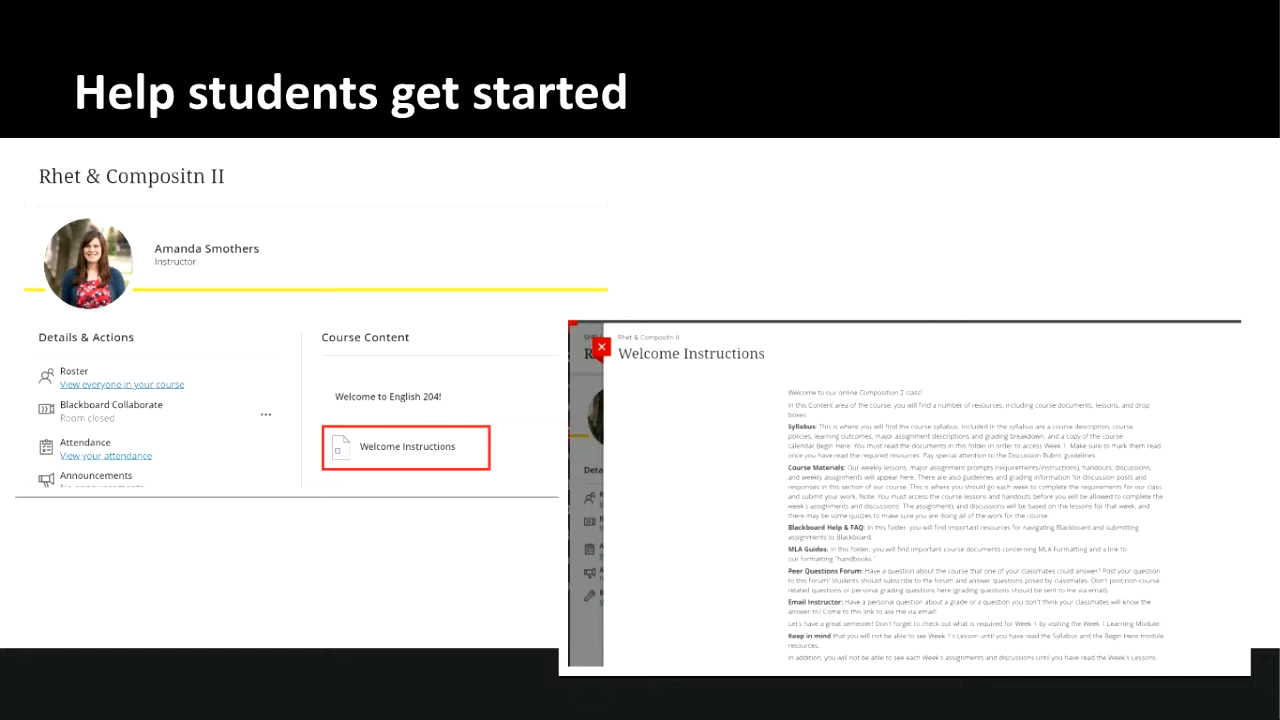 Help students get started
Rhet & Compositn II
Amanda Smothers
Instructor
Details & Actions
Roster
View everyone in your course
Blackboard Collaborate
Room closed
Attendance
View your attendance
Announcements
Course Content
Welcome to English 204!
Welcome Instructions
Rhet & Compositn II
Welcome Instructions
Welcome to our online Composition 2 class!
In this Content area of the course, you will find a number of resources, including course documents, lessons, and drop
boxes.
Syllabus: This is where you will find the course syllabus. Included in the syllabus are a course description, course
policies, learning outcomes, major assignment descriptions and grading breakdown, and a copy of the course
calendar Begin Here: You must read the documents in this folder in order to access Week 1. Make sure to mark them read
once you have read the required resources. Pay special attention to the Discussion Rubric guidelines.
Course Materials: Our weekly lessons, major assignment prompts (requirements/instructions), handouts, discussions,
and weekly assignments will appear here. There are also guidelines and grading information for discussion posts and
responses in this section of our course. This is where you should go each week to complete the requirements for our class
and submit your work. Note: You must access the course lessons and handouts before you will be allowed to complete the
week's assignments and discussions. The assignments and discussions will be based on the lessons for that week, and
there may be some quizzes to make sure you are doing all of the work for the course.
Blackboard Help & FAQ: In this folder, you will find important resources for navigating Blackboard and submitting
assignments to Blackboard.
MLA Guides: In this folder, you will find important course documents concerning MLA Formatting and a link to
our formatting "handbooks."
Peer Questions Forum: Have a question about the course that one of your classmates could answer? Post your question
to this forum! Students should subscribe to the forum and answer questions posed by classmates. Don't post non-course-
related questions or personal grading questions here (grading questions should be sent to me via email).
Email Instructor: Have a personal question about a grade or a question you don't think your classmates will know the
answer to? Come to this link to ask me via email!
Let's have a great semester! Don't forget to check out what is required for Week 1 by visiting the Week 1 Learning Module!
Keep in mind that you will not be able to see Week 1's Lesson until you have read the Syllabus and the Begin Here module
resources.
In addition, you will not be able to see each Week's assignments and discussions until you have read the Week's Lessons.
Deta